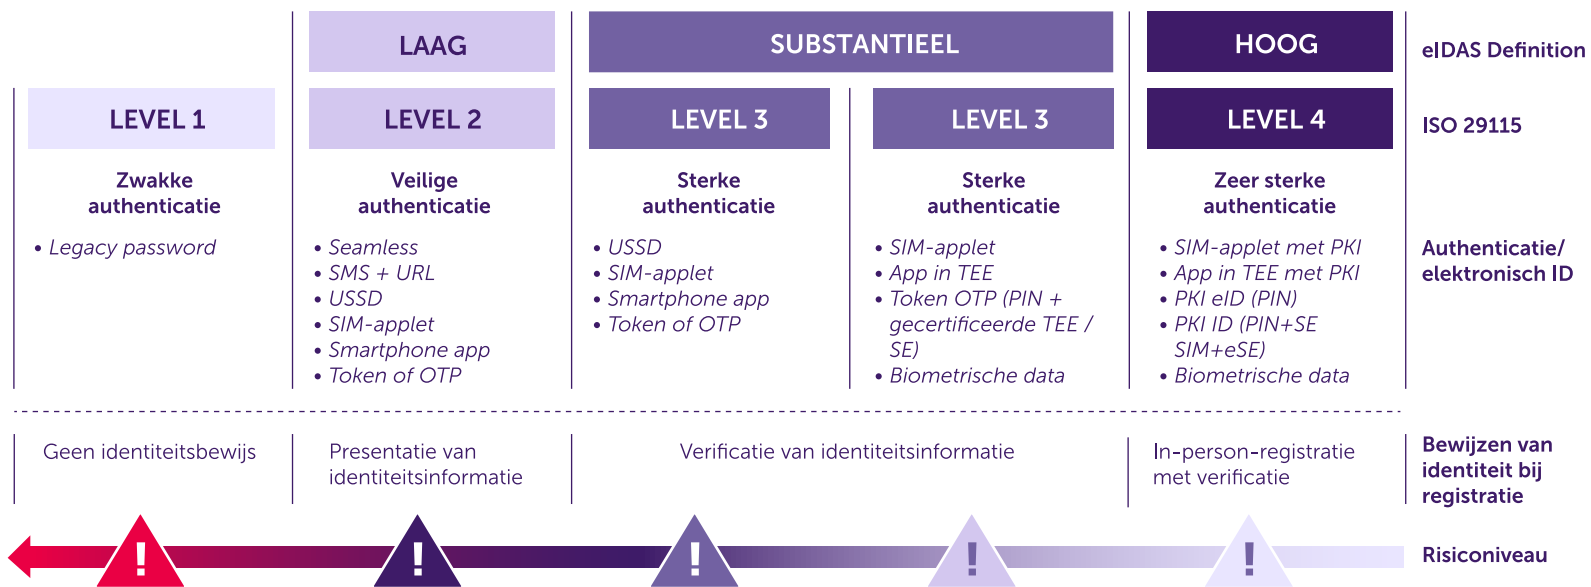 LAAG
SUBSTANTIEEL
HOOG
eIDAS Definition
LEVEL 1
LEVEL 2
LEVEL 3
LEVEL 3
LEVEL 4
ISO 29115
Zwakke
authenticatie
• Legacy password
Veilige
authenticatie
• Seamless
• SMS + URL
• USSD
• SIM-applet
• Smartphone app
• Token of OTP
Sterke
authenticatie
• USSD
• SIM-applet
• Smartphone app
• Token of OTP
Sterke
authenticatie
• SIM-applet
• App in TEE
• Token OTP (PIN +
gecertificeerde TEE /
SE)
• Biometrische data
Zeer sterke
authenticatie
• SIM-applet met PKI
• App in TEE met PKI
• PKI eID (PIN)
• PKI ID (PIN+SE
SIM+eSE)
• Biometrische data
Authenticatie/
elektronisch ID
Geen identiteitsbewijs
Presentatie van
identiteitsinformatie
Verificatie van identiteitsinformatie
In-person-registratie
met verificatie
Bewijzen van
identiteit bij
registratie
!
!
!
!
!
Risiconiveau